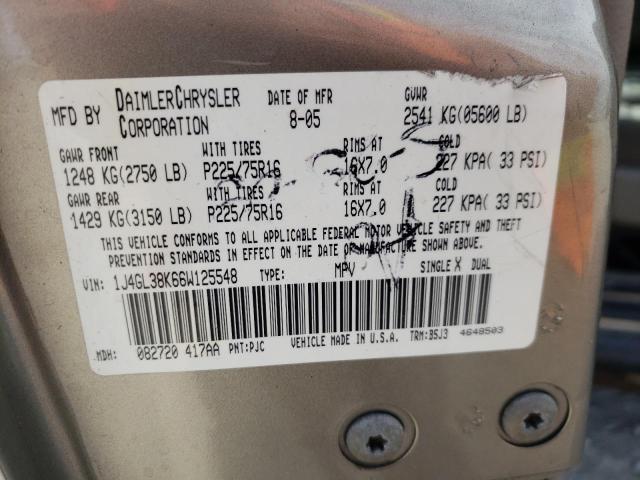 MFD BY DAIMLERCHRYSLER CORPORATION DATE OF MFR 8-05 GVWR 2541 KG(05600 LB)
GAWR FRONT WITH TIRES RIMS AT COLD
1248 KG(2750 LB) P225/75R16 16X7.0 227 KPA( 33 PSI)
GAWR REAR WITH TIRES RIMS AT COLD
1429 KG(3150 LB) P225/75R16 16X7.0 227 KPA( 33 PSI)
THIS VEHICLE CONFORMS TO ALL APPLICABLE FEDERAL MOTOR VEHICLE SAFETY AND THEFT
PREVENTION STANDARDS IN EFFECT ON THE DATE OF MANUFACTURE SHOWN ABOVE.
VIN: 1J4GL38K66W125548 TYPE: MPV SINGLE X DUAL
MDH: 082720 417AA PNT:PJC VEHICLE MADE IN U.S.A. TRM:B5J3 4648503